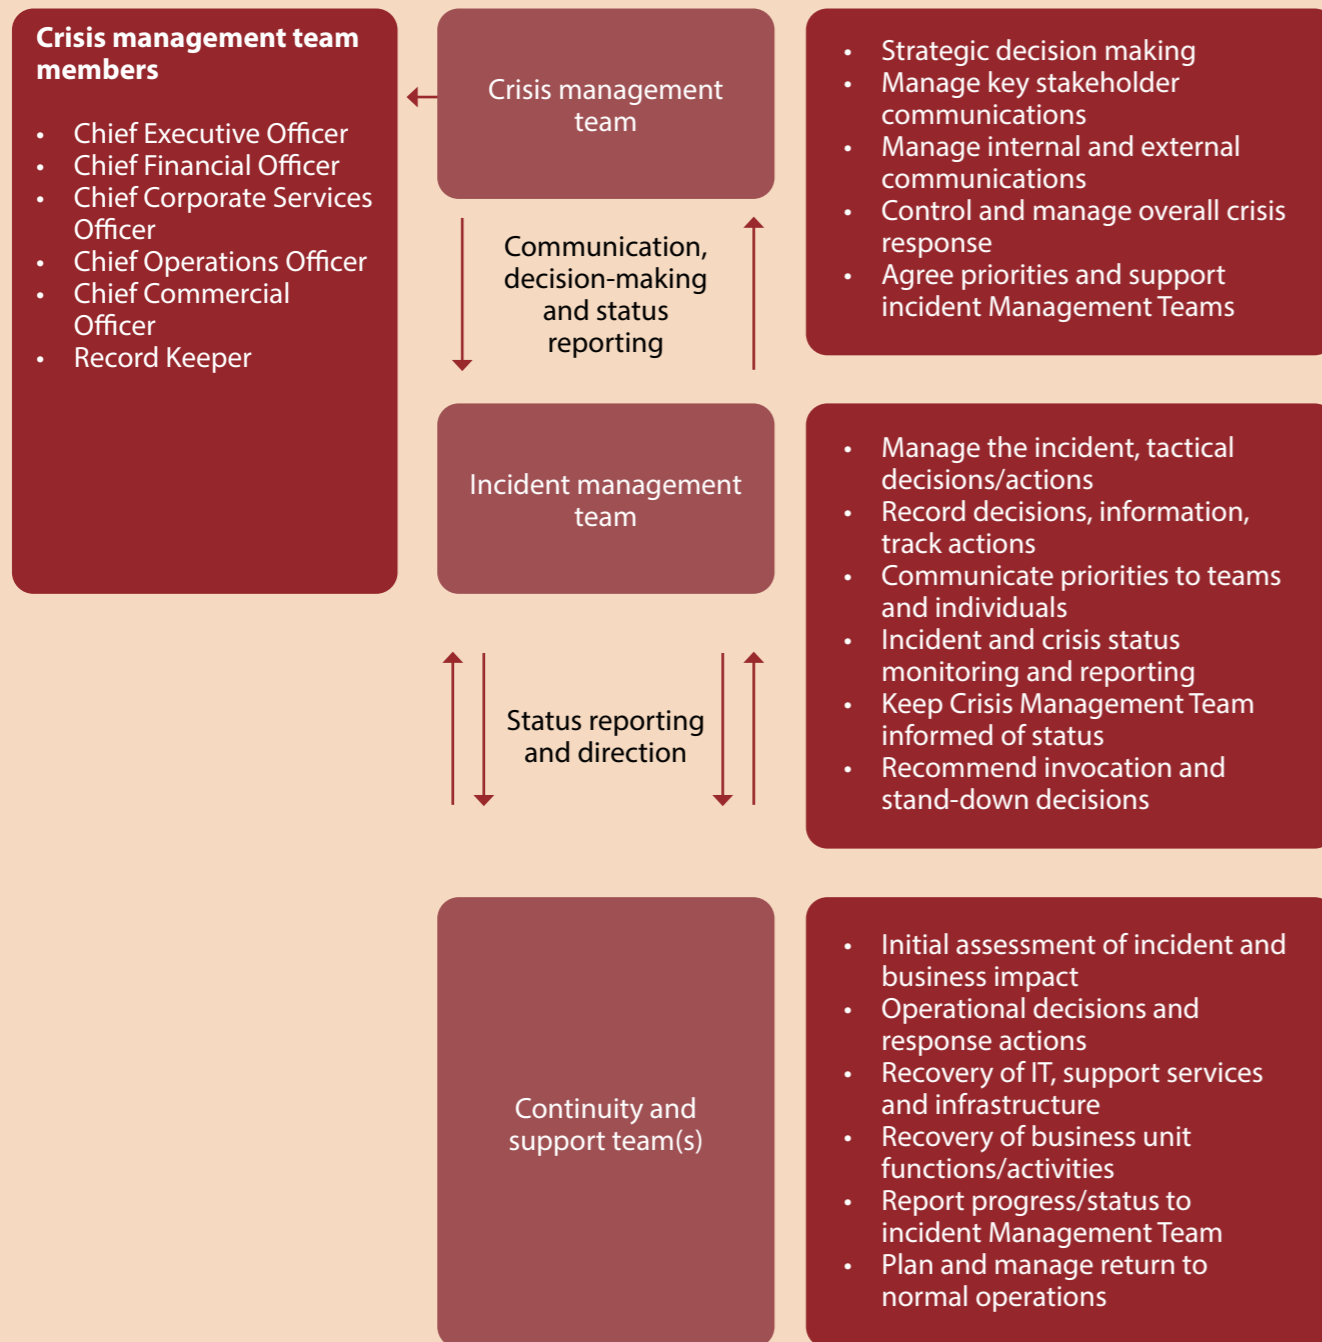 Crisis management team
members
• Chief Executive Officer
• Chief Financial Officer
• Chief Corporate Services
Officer
• Chief Operations Officer
• Chief Commercial
Officer
• Record Keeper
Crisis management
team
• Strategic decision making
• Manage key stakeholder
communications
• Manage internal and external
communications
• Control and manage overall crisis
response
• Agree priorities and support
incident Management Teams
Communication,
decision-making
and status
reporting
Incident management
team
• Manage the incident, tactical
decisions/actions
• Record decisions, information,
track actions
• Communicate priorities to teams
and individuals
• Incident and crisis status
monitoring and reporting
• Keep Crisis Management Team
informed of status
• Recommend invocation and
stand-down decisions
Status reporting
and direction
Continuity and
support team(s)
• Initial assessment of incident and
business impact
• Operational decisions and
response actions
• Recovery of IT, support services
and infrastructure
• Recovery of business unit
functions/activities
• Report progress/status to
incident Management Team
• Plan and manage return to
normal operations